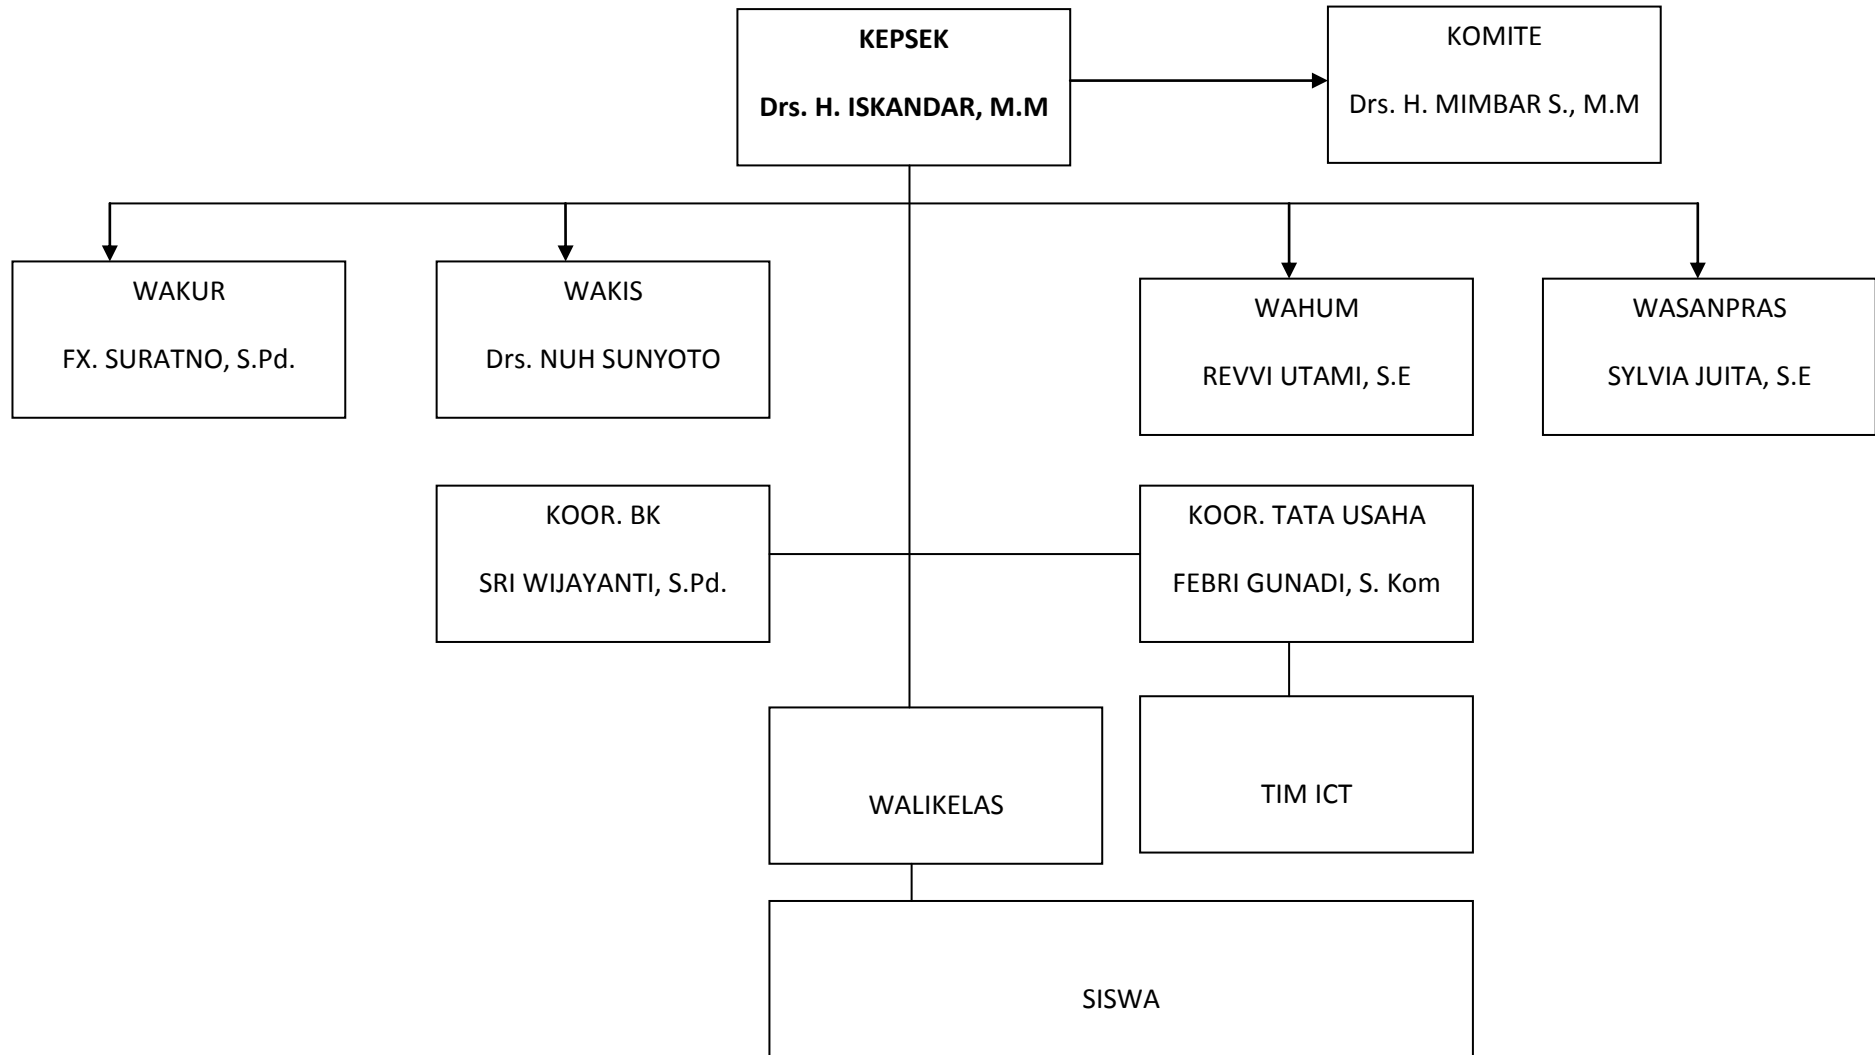 KEPSEK
Drs. H. ISKANDAR, M.M
KOMITE
Drs. H. MIMBAR S., M.M
WAKUR
FX. SURATNO, S.Pd.
WAKIS
Drs. NUH SUNYOTO
WAHUM
REVVI UTAMI, S.E
WASANPRAS
SYLVIA JUITA, S.E
KOOR. BK
SRI WIJAYANTI, S.Pd.
KOOR. TATA USAHA
FEBRI GUNADI, S. Kom
WALIKELAS
TIM ICT
SISWA